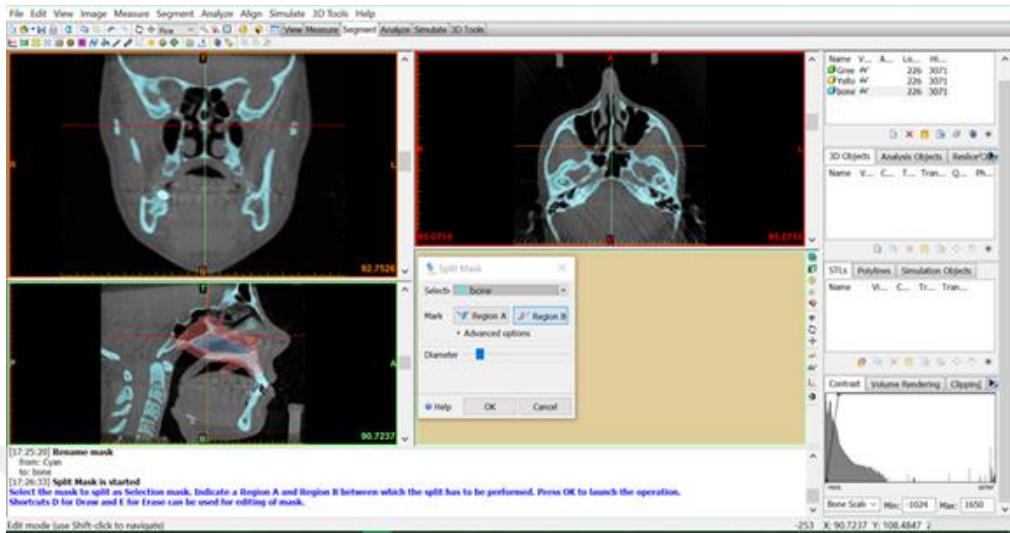 File Edit View Image Measure Segment Analyze Align Simulate 3D Tools Help
View Measure Segment Analyze Simulate 3D Tools
Name V... A... Lo... Hi...
Gree 226 3071
Yello 226 3071
bone 226 3071
3D Objects Analysis Objects Reslice
Name V... C... T... Tran... Q... Ph...
STLs Polylines Simulation Objects
Name Vi... C... Tr... Tran...
Contrast Volume Rendering Clipping
Bone Scale Min: -1024 Max: 1650
92.7526
L
A
L
90.7237
A
Split Mask
bone
Mark Region A Region B
Advanced options
Diameter
Help OK Cancel
[17:25:20] Rename mask
from: Cyan
to: bone
[17:26:33] Split Mask is started
Select the mask to split as Selection mask. Indicate a Region A and Region B between which the split has to be performed. Press OK to launch the operation.
Shortcuts D for Draw and E for Erase can be used for editing of mask.
Edit mode (use Shift-click to navigate)
-253 X: 90.7237 Y: 108.4847